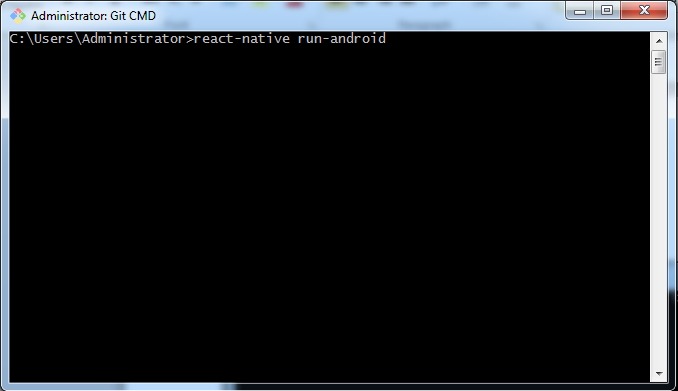 Administrator: Git CMD
C:\Users\Administrator>react-native run-android